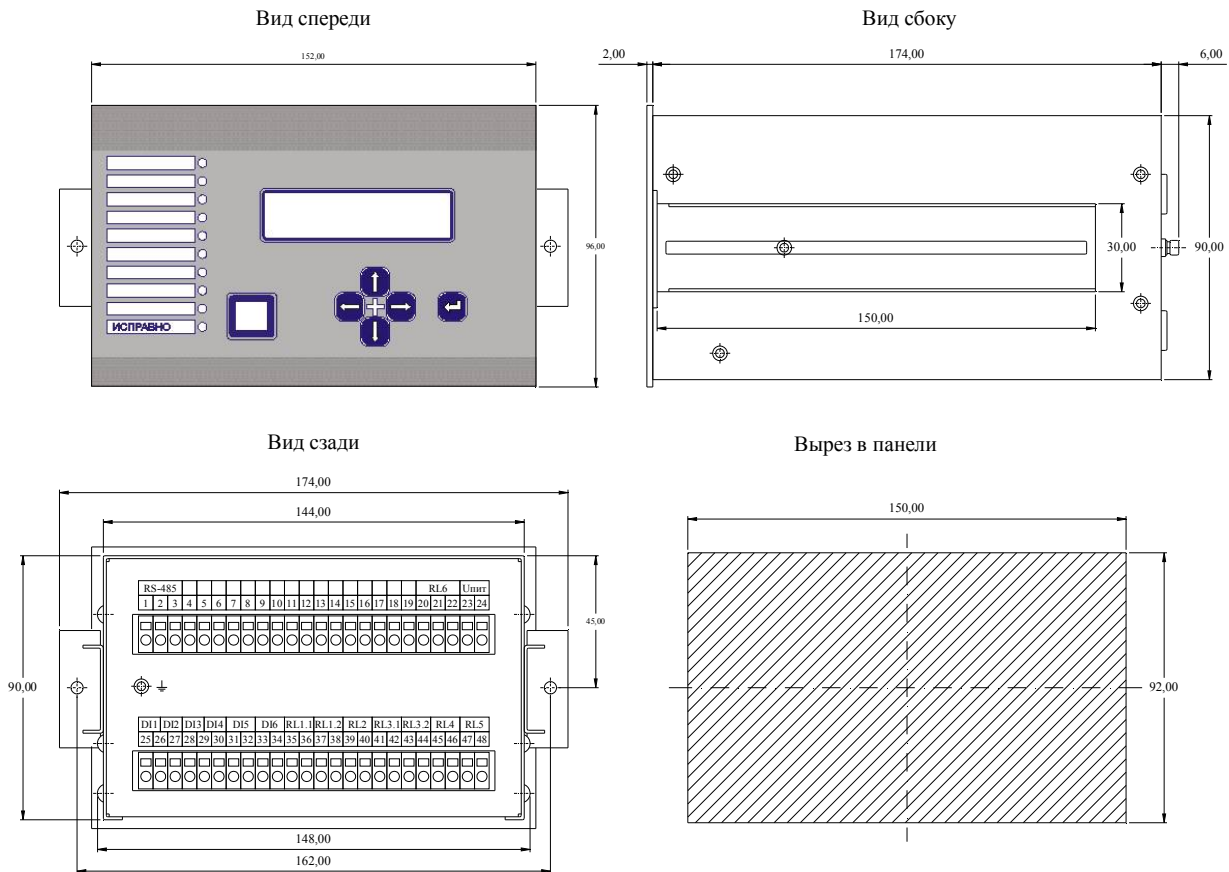 Вид спереди
Вид сбоку
152,00
96,00
ИСПРАВНО
2,00
174,00
6,00
30,00
90,00
150,00
Вид сзади
Вырез в панели
174,00
144,00
RS-485 RL6 Uпит
1 2 3 4 5 6 7 8 9 10 11 12 13 14 15 16 17 18 19 20 21 22 23 24
45,00
90,00
DI1 DI2 DI3 DI4 DI5 DI6 RL1.1 RL1.2 RL2 RL3.1 RL3.2 RL4 RL5
25 26 27 28 29 30 31 32 33 34 35 36 37 38 39 40 41 42 43 44 45 46 47 48
148,00
162,00
150,00
92,00